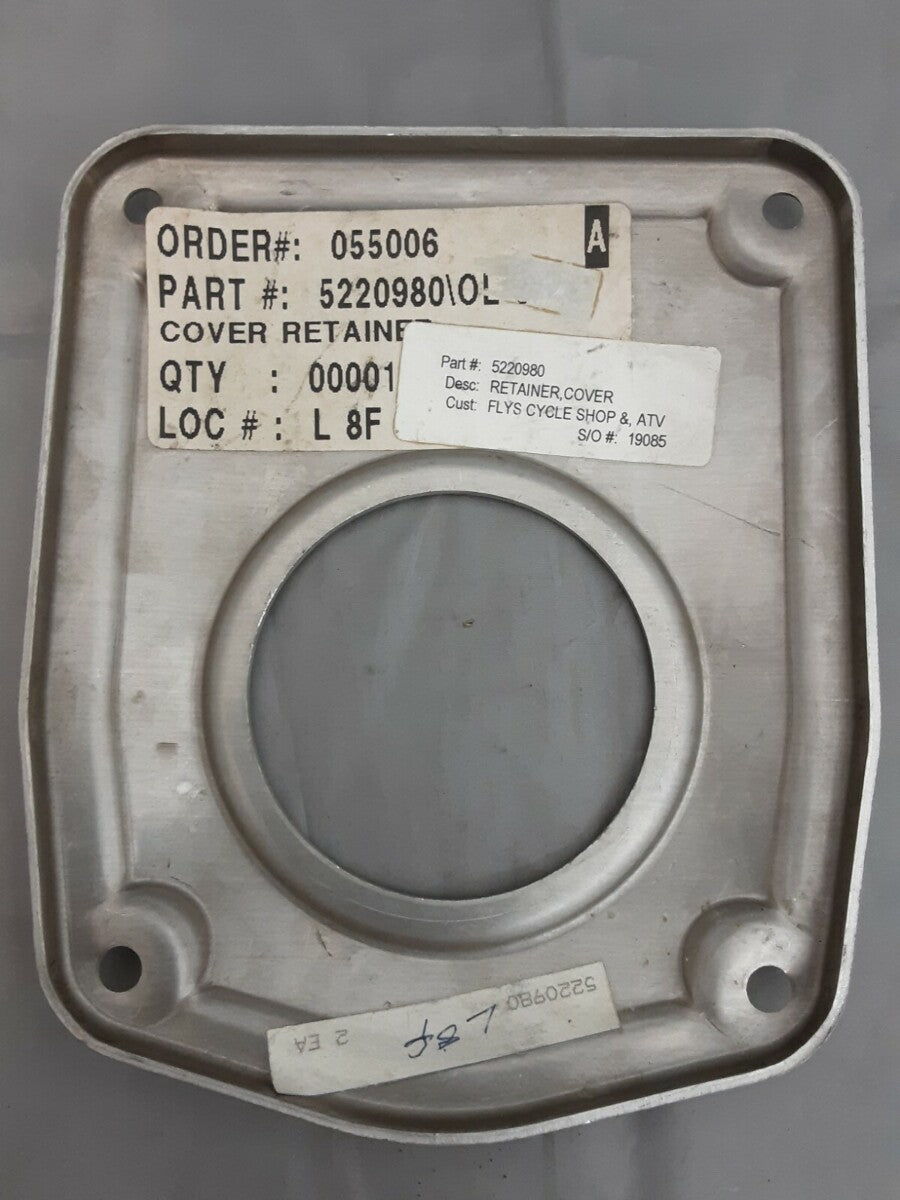 ORDER#: 055006 A
PART #: 5220980\OL
COVER RETAINER
QTY : 00001
LOC # : L 8F
Part #: 5220980
Desc: RETAINER,COVER
Cust: FLYS CYCLE SHOP &, ATV
S/O #: 19085
5220980
L 8F
2 EA